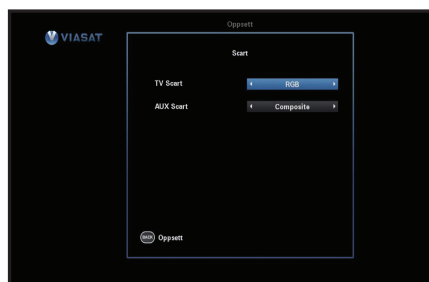 Oppsett
VIASAT
Scart
TV Scart RGB
AUX Scart Composite
BACK Oppsett